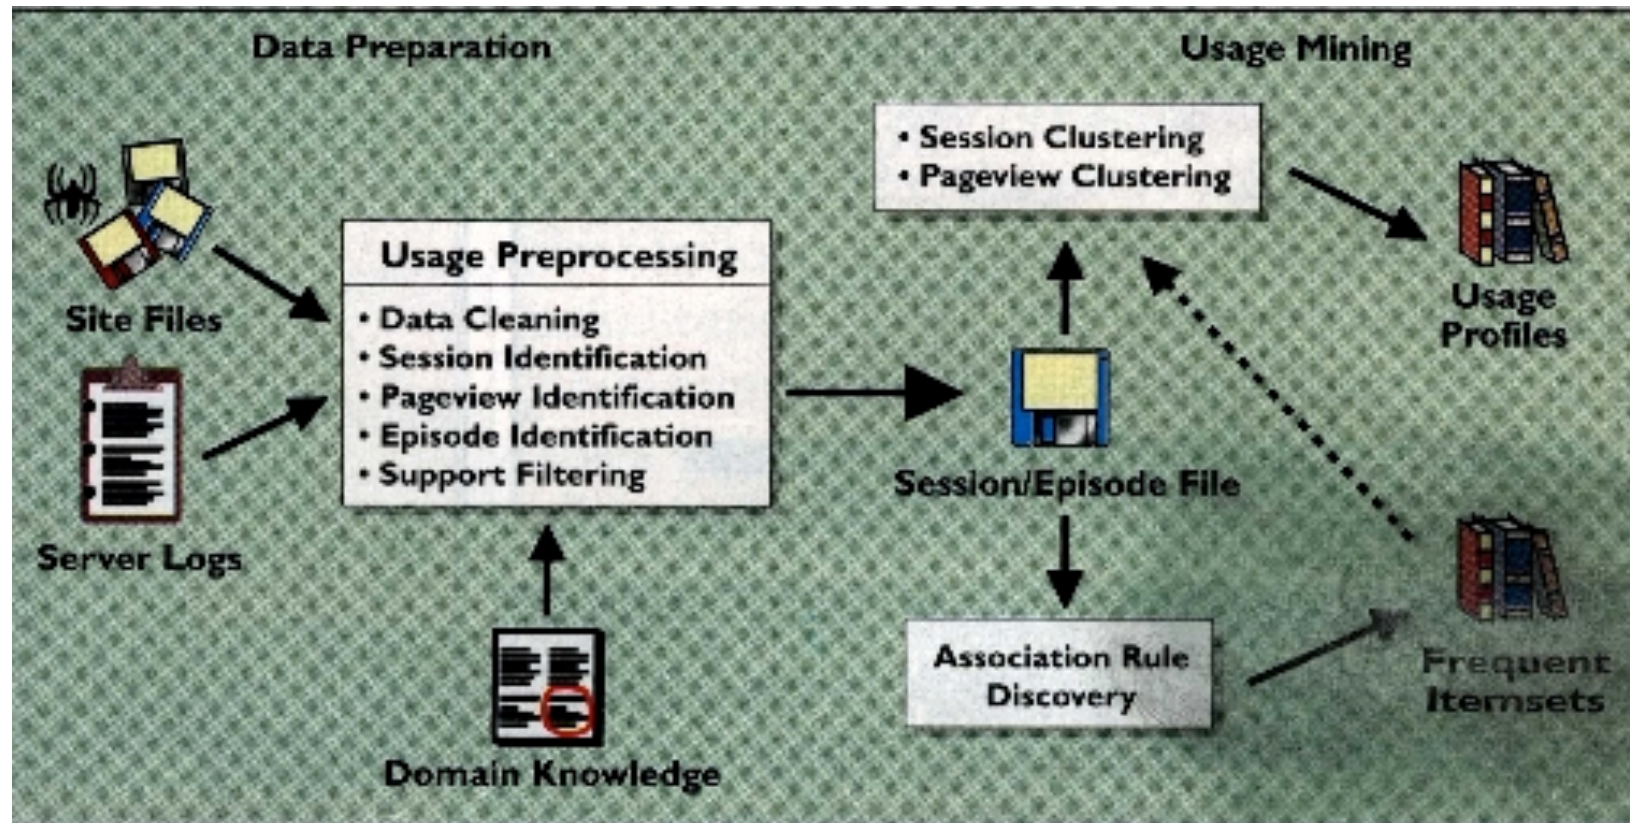 Data Preparation
Usage Mining
Site Files
Server Logs
Usage Preprocessing
• Data Cleaning
• Session Identification
• Pageview Identification
• Episode Identification
• Support Filtering
Domain Knowledge
Session/Episode File
• Session Clustering
• Pageview Clustering
Usage
Profiles
Association Rule
Discovery
Frequent
Itemsets